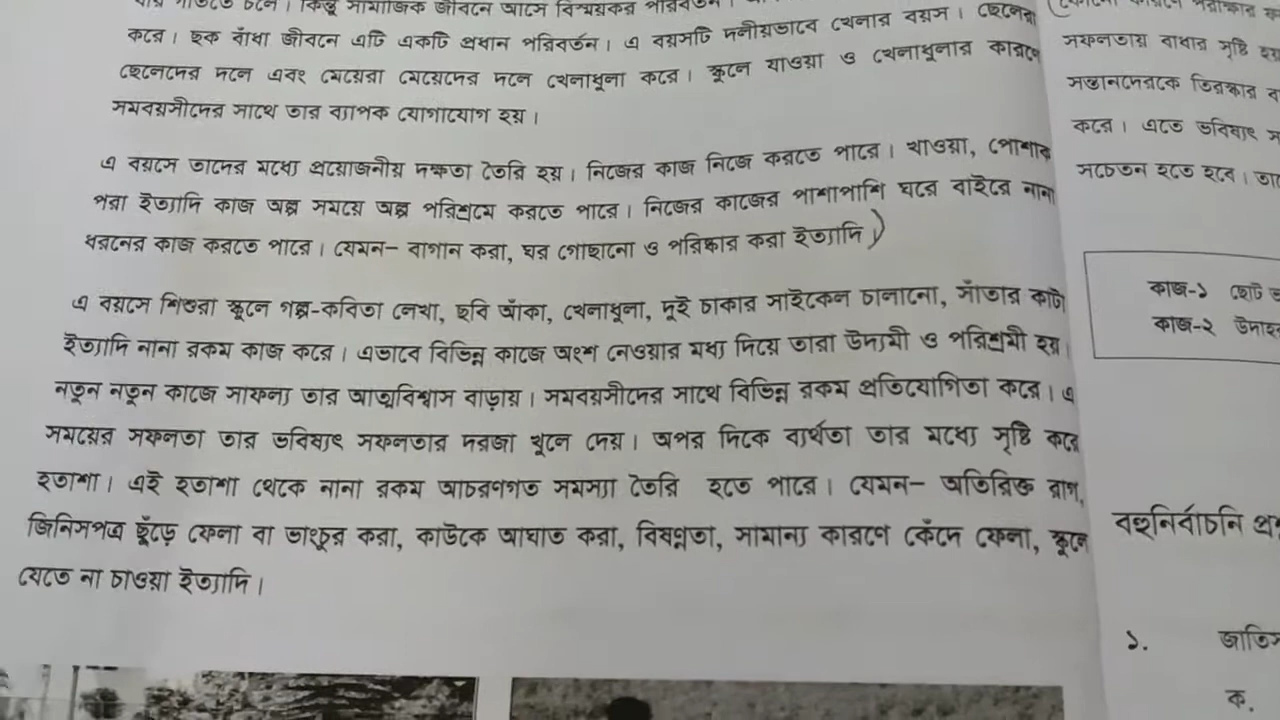 করে। ছক বাঁধা জীবনে এটি একটি প্রধান পরিবর্তন। এ বয়সটি দলীয়ভাবে খেলার বয়স। ছেলেরা
ছেলেদের দলে এবং মেয়েরা মেয়েদের দলে খেলাধুলা করে। স্কুলে যাওয়া ও খেলাধুলার কারণে
সমবয়সীদের সাথে তার ব্যাপক যোগাযোগ হয়।
এ বয়সে তাদের মধ্যে প্রয়োজনীয় দক্ষতা তৈরি হয়। নিজের কাজ নিজে করতে পারে। খাওয়া, পোশাক
পরা ইত্যাদি কাজ অল্প সময়ে অল্প পরিশ্রমে করতে পারে। নিজের কাজের পাশাপাশি ঘরে বাইরে নানা
ধরনের কাজ করতে পারে। যেমন– বাগান করা, ঘর গোছানো ও পরিষ্কার করা ইত্যাদি)
এ বয়সে শিশুরা স্কুলে গল্প-কবিতা লেখা, ছবি আঁকা, খেলাধুলা, দুই চাকার সাইকেল চালানো, সাঁতার কাটা
ইত্যাদি নানা রকম কাজ করে। এভাবে বিভিন্ন কাজে অংশ নেওয়ার মধ্য দিয়ে তারা উদ্যমী ও পরিশ্রমী হয়।
নতুন নতুন কাজে সাফল্য তার আত্মবিশ্বাস বাড়ায়। সমবয়সীদের সাথে বিভিন্ন রকম প্রতিযোগিতা করে। এ
সময়ের সফলতা তার ভবিষ্যৎ সফলতার দরজা খুলে দেয়। অপর দিকে ব্যর্থতা তার মধ্যে সৃষ্টি করে
হতাশা। এই হতাশা থেকে নানা রকম আচরণগত সমস্যা তৈরি হতে পারে। যেমন– অতিরিক্ত রাগ,
জিনিসপত্র ছুঁড়ে ফেলা বা ভাংচুর করা, কাউকে আঘাত করা, বিষণ্নতা, সামান্য কারণে কেঁদে ফেলা, স্কুলে
যেতে না চাওয়া ইত্যাদি।
সফলতায় বাধার সৃষ্টি
সন্তানদেরকে তিরস্কার
করে। এতে ভবিষ্যৎ
সচেতন হতে হবে।
কাজ-১ ছোট
কাজ-২
বহুনির্বাচনি
১.
ক.